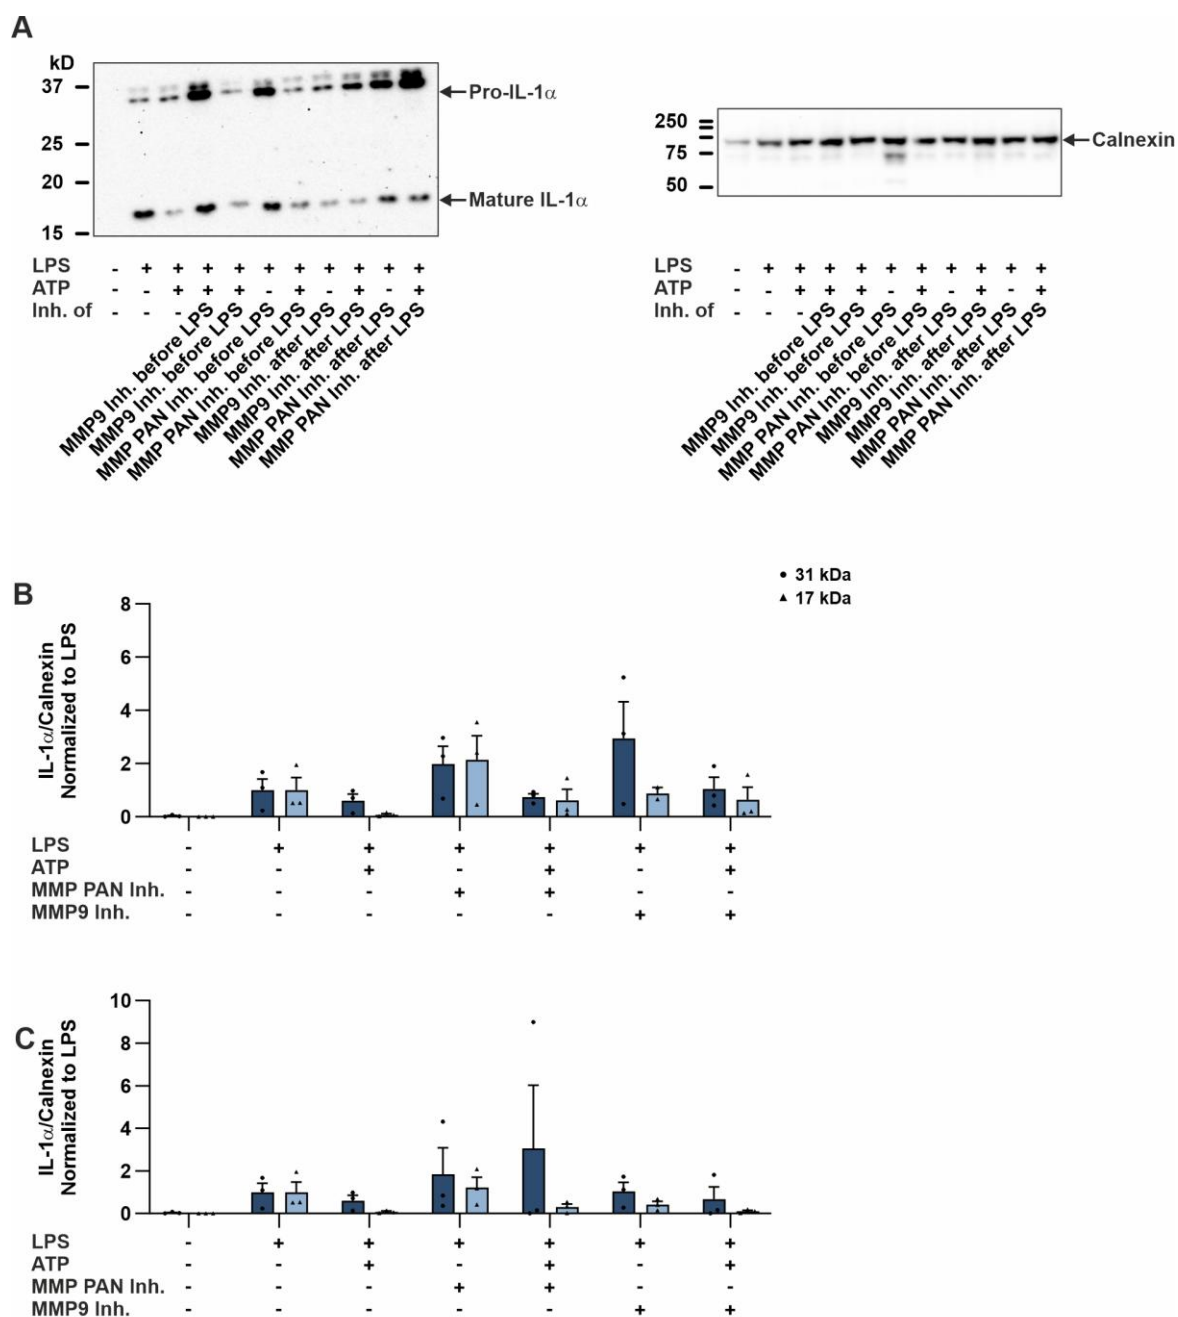 A
kD
37
25
20
15
Pro-IL-1α
Mature IL-1α
LPS - + + + + + + + + + +
ATP - - + + + - + - + - +
Inh. of - - -
MMP9 Inh. before LPS
MMP9 Inh. before LPS
MMP PAN Inh. before LPS
MMP PAN Inh. before LPS
MMP9 Inh. after LPS
MMP9 Inh. after LPS
MMP PAN Inh. after LPS
MMP PAN Inh. after LPS
250
75
50
Calnexin
LPS - + + + + + + + + + +
ATP - - + + + - + - + - +
Inh. of - - -
MMP9 Inh. before LPS
MMP9 Inh. before LPS
MMP PAN Inh. before LPS
MMP PAN Inh. before LPS
MMP9 Inh. after LPS
MMP9 Inh. after LPS
MMP PAN Inh. after LPS
MMP PAN Inh. after LPS
31 kDa
17 kDa
B
IL-1α/Calnexin
Normalized to LPS
8
6
4
2
0
LPS - + + + + + +
ATP - - + - + - +
MMP PAN Inh. - - - + + - -
MMP9 Inh. - - - - - + +
C
IL-1α/Calnexin
Normalized to LPS
10
8
6
4
2
0
LPS - + + + + + +
ATP - - + - + - +
MMP PAN Inh. - - - + + - -
MMP9 Inh. - - - - - + +